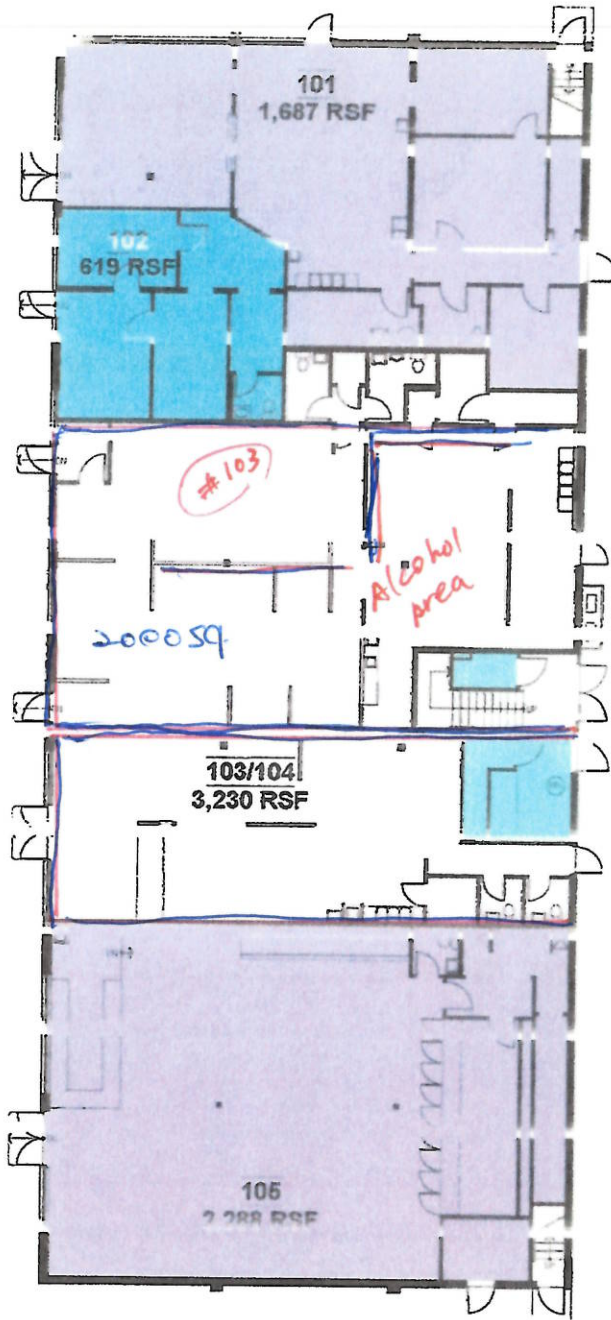 101
1,687 RSF
102
619 RSF
#103
Alcohol
area
2000 SQ.
103/104
3,230 RSF
105
2,288 RSF